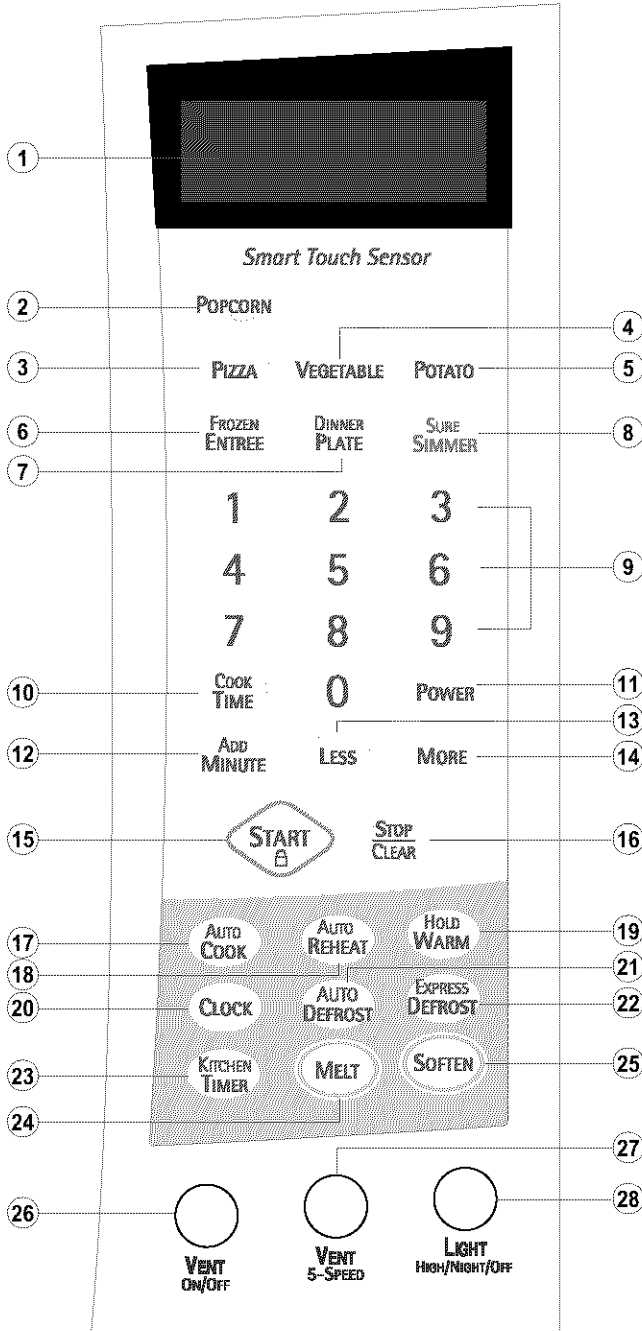 1
Smart Touch Sensor
2 POPCORN
4
3 PIZZA VEGETABLE POTATO 5
6 FROZEN ENTREE DINNER PLATE SURE SIMMER 8
7
1 2 3
4 5 6 9
7 8 9
10 COOK TIME 0 POWER 11
13
12 ADD MINUTE LESS MORE 14
15 START STOP CLEAR 16
17 AUTO COOK AUTO REHEAT HOLD WARM 19
18 21
20 CLOCK AUTO DEFROST EXPRESS DEFROST 22
23 KITCHEN TIMER MELT SOFTEN 25
24
27
26 28
VENT ON/OFF VENT 5-SPEED LIGHT HIGH/NIGHT/OFF